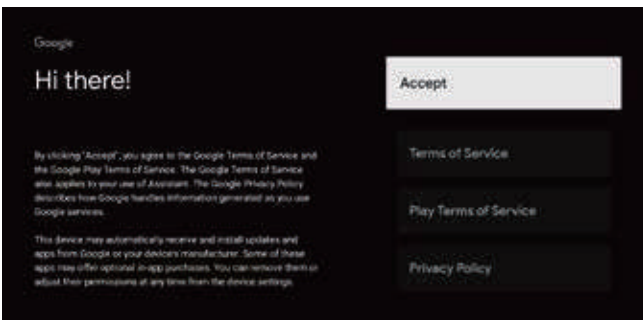 Google
Hi there!
By clicking "Accept", you agree to the Google Terms of Service and
the Google Play Terms of Service. The Google Terms of Service
also applies to your use of Assistant. The Google Privacy Policy
describes how Google handles information generated as you use
Google services.
This device may automatically receive and install updates and
apps from Google or your device's manufacturer. Some of these
apps may offer optional in-app purchases. You can remove them or
adjust their permissions at any time from the device settings.
Accept
Terms of Service
Play Terms of Service
Privacy Policy